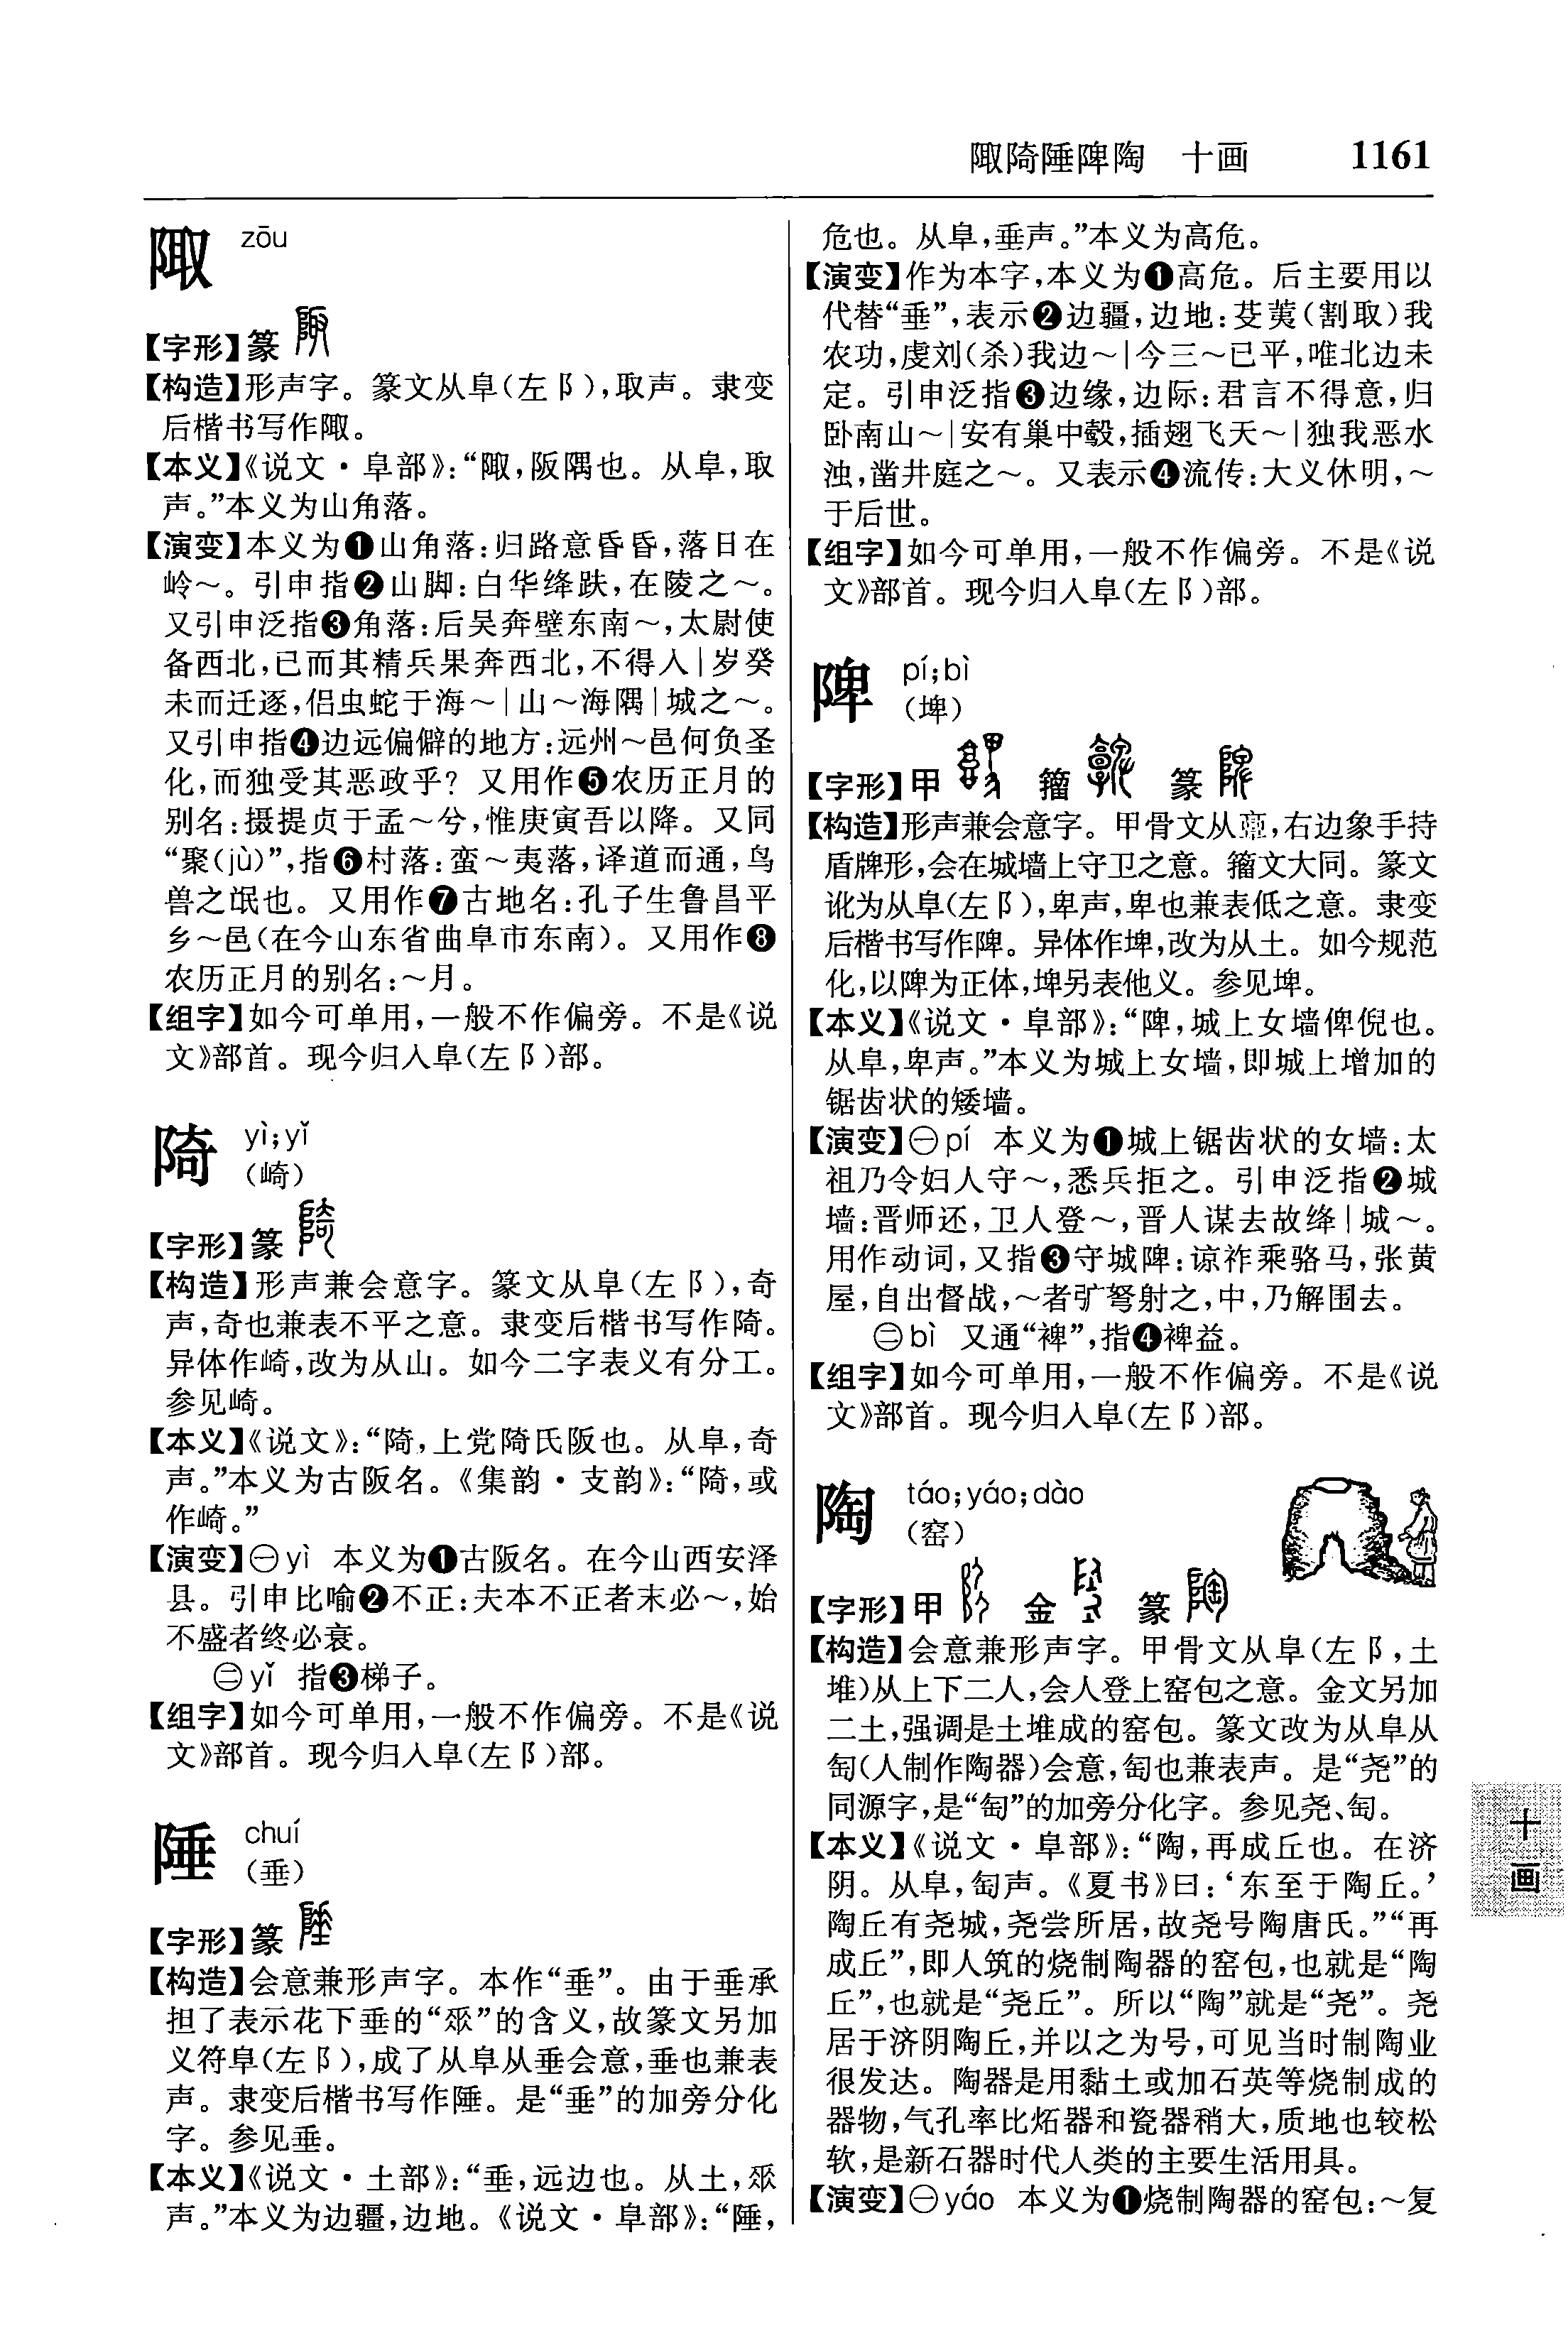 陬陭陲陴陶　十画　1161
陬 zōu
【字形】篆
【构造】形声字。篆文从阜(左阝),取声。隶变
后楷书写作陬。
【本义】《说文·阜部》:“陬,阪隅也。从阜,取
声。”本义为山角落。
【演变】本义为❶山角落:归路意昏昏,落日在
岭～。引申指❷山脚:白华绛趺,在陵之～。
又引申泛指❸角落:后吴奔壁东南～,太尉使
备西北,已而其精兵果奔西北,不得入|岁癸
未而迁逐,侣虫蛇于海～|山～海隅|城之～。
又引申指❹边远偏僻的地方:远州～邑何负圣
化,而独受其恶政乎?又用作❺农历正月的
别名:摄提贞于孟～兮,惟庚寅吾以降。又同
“聚(jù)”,指❻村落:蛮～夷落,译道而通,鸟
兽之氓也。又用作❼古地名:孔子生鲁昌平
乡～邑(在今山东省曲阜市东南)。又用作❽
农历正月的别名:～月。
【组字】如今可单用,一般不作偏旁。不是《说
文》部首。现今归入阜(左阝)部。
陭 yì;yǐ
(崎)
【字形】篆
【构造】形声兼会意字。篆文从阜(左阝),奇
声,奇也兼表不平之意。隶变后楷书写作陭。
异体作崎,改为从山。如今二字表义有分工。
参见崎。
【本义】《说文》:“陭,上党陭氏阪也。从阜,奇
声。”本义为古阪名。《集韵·支韵》:“陭,或
作崎。”
【演变】㊀yì 本义为❶古阪名。在今山西安泽
县。引申比喻❷不正:夫本不正者末必～,始
不盛者终必衰。
㊁yǐ 指❸梯子。
【组字】如今可单用,一般不作偏旁。不是《说
文》部首。现今归入阜(左阝)部。
陲 chuí
(垂)
【字形】篆
【构造】会意兼形声字。本作“垂”。由于垂承
担了表示花下垂的“𠂹”的含义,故篆文另加
义符阜(左阝),成了从阜从垂会意,垂也兼表
声。隶变后楷书写作陲。是“垂”的加旁分化
字。参见垂。
【本义】《说文·土部》:“垂,远边也。从土,𠂹
声。”本义为边疆,边地。《说文·阜部》:“陲,
危也。从阜,垂声。”本义为高危。
【演变】作为本字,本义为❶高危。后主要用以
代替“垂”,表示❷边疆,边地:芟荑(割取)我
农功,虔刘(杀)我边～|今三～已平,唯北边未
定。引申泛指❸边缘,边际:君言不得意,归
卧南山～|安有巢中鷇,插翅飞天～|独我恶水
浊,凿井庭之～。又表示❹流传:大义休明,～
于后世。
【组字】如今可单用,一般不作偏旁。不是《说
文》部首。现今归入阜(左阝)部。
陴 pí;bì
(埤)
【字形】甲　籀　篆
【构造】形声兼会意字。甲骨文从,右边象手持
盾牌形,会在城墙上守卫之意。籀文大同。篆文
讹为从阜(左阝),卑声,卑也兼表低之意。隶变
后楷书写作陴。异体作埤,改为从土。如今规范
化,以陴为正体,埤另表他义。参见埤。
【本义】《说文·阜部》:“陴,城上女墙俾倪也。
从阜,卑声。”本义为城上女墙,即城上增加的
锯齿状的矮墙。
【演变】㊀pí 本义为❶城上锯齿状的女墙:太
祖乃令妇人守～,悉兵拒之。引申泛指❷城
墙:晋师还,卫人登～,晋人谋去故绛|城～。
用作动词,又指❸守城陴:谅祚乘骆马,张黄
屋,自出督战,～者彍弩射之,中,乃解围去。
㊁bì 又通“裨”,指❹裨益。
【组字】如今可单用,一般不作偏旁。不是《说
文》部首。现今归入阜(左阝)部。
陶 táo;yáo;dào
(窑)
【字形】甲　金　篆
【构造】会意兼形声字。甲骨文从阜(左阝,土
堆)从上下二人,会人登上窑包之意。金文另加
二土,强调是土堆成的窑包。篆文改为从阜从
匋(人制作陶器)会意,匋也兼表声。是“尧”的
同源字,是“匋”的加旁分化字。参见尧、匋。
【本义】《说文·阜部》:“陶,再成丘也。在济
阴。从阜,匋声。《夏书》曰:‘东至于陶丘。’
陶丘有尧城,尧尝所居,故尧号陶唐氏。”“再
成丘”,即人筑的烧制陶器的窑包,也就是“陶
丘”,也就是“尧丘”。所以“陶”就是“尧”。尧
居于济阴陶丘,并以之为号,可见当时制陶业
很发达。陶器是用黏土或加石英等烧制成的
器物,气孔率比炻器和瓷器稍大,质地也较松
软,是新石器时代人类的主要生活用具。
【演变】㊀yáo 本义为❶烧制陶器的窑包:～复
十
画